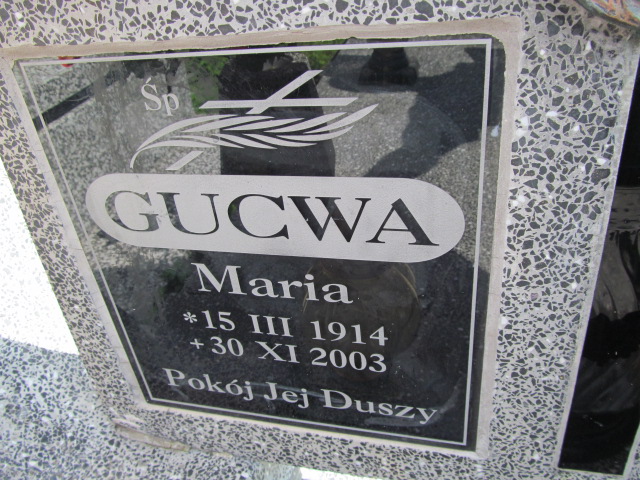 Śp
GUCWA
Maria
*15 III 1914
+30 XI 2003
Pokój Jej Duszy